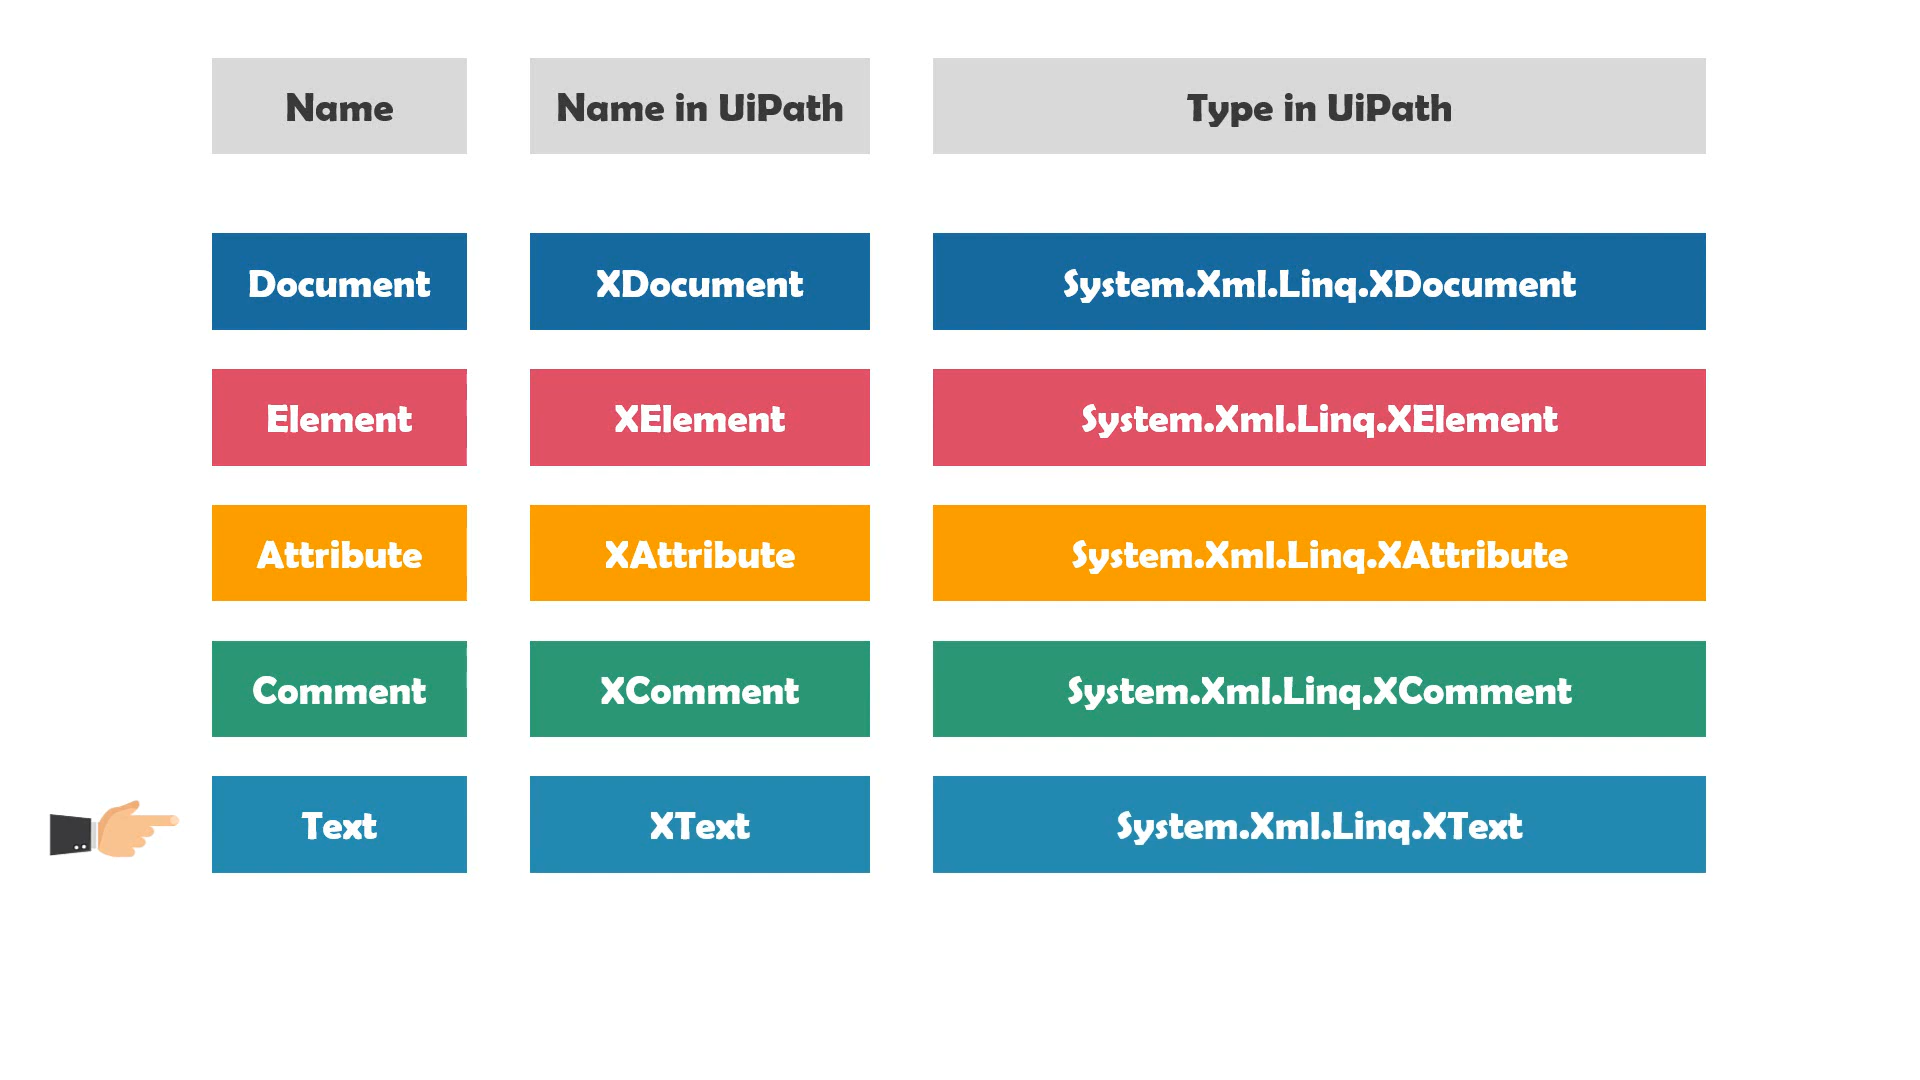 Name
Name in UiPath
Type in UiPath
Document
XDocument
System.Xml.Linq.XDocument
Element
XElement
System.Xml.Linq.XElement
Attribute
XAttribute
System.Xml.Linq.XAttribute
Comment
XComment
System.Xml.Linq.XComment
Text
XText
System.Xml.Linq.XText